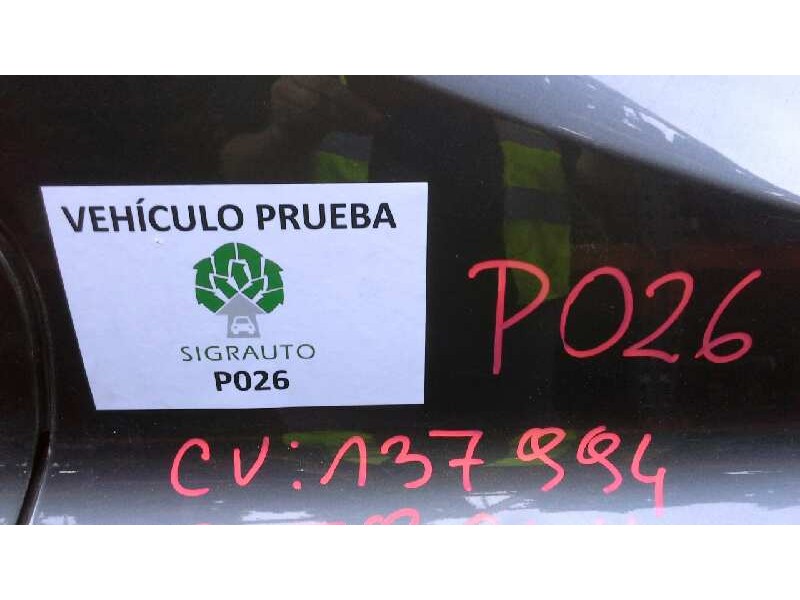 VEHÍCULO PRUEBA
SIGRAUTO
P026
P026
CV: 137994